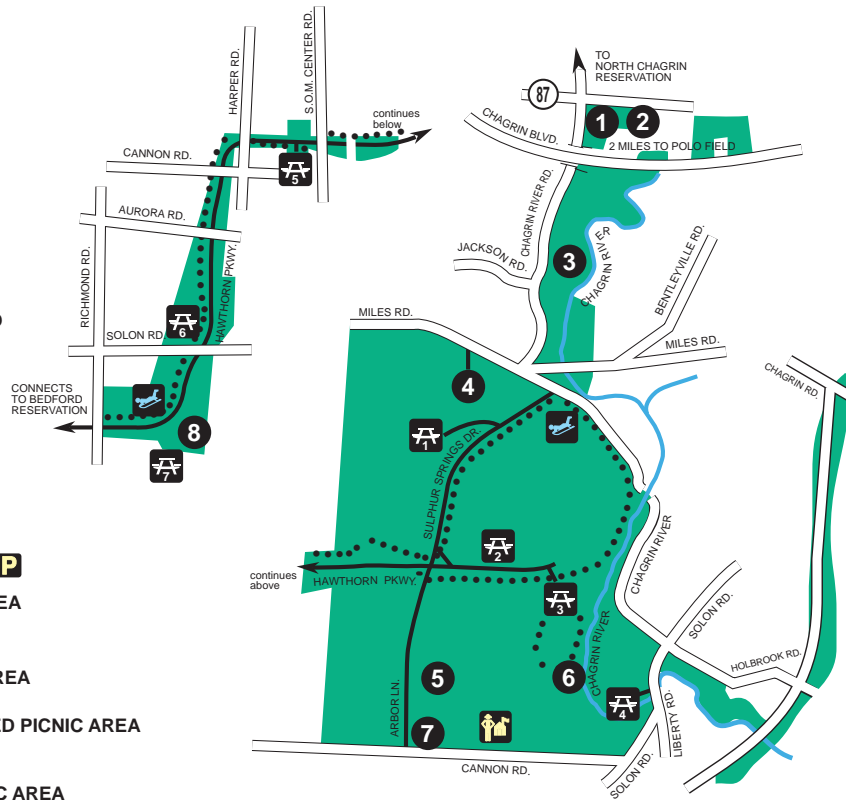 HARPER RD.
S.O.M. CENTER RD.
continues
below
CANNON RD.
5
AURORA RD.
RICHMOND RD.
HAWTHORN PKWY.
6
SOLON RD.
CONNECTS
TO BEDFORD
RESERVATION
8
7
TO
NORTH CHAGRIN
RESERVATION
87
1
2
CHAGRIN BLVD.
2 MILES TO POLO FIELD
CHAGRIN RIVER RD.
CHAGRIN RIVER
JACKSON RD.
3
BENTLEYVILLE RD.
MILES RD.
MILES RD.
CHAGRIN RD.
4
1
SULPHUR SPRINGS DR.
2
continues
above
HAWTHORN PKWY.
3
CHAGRIN RIVER
SOLON RD.
HOLBROOK RD.
5
6
CHAGRIN RIVER
4
ARBOR LN.
7
LIBERTY RD.
CANNON RD.
SOLON RD.
P
EA
REA
ED PICNIC AREA
C AREA